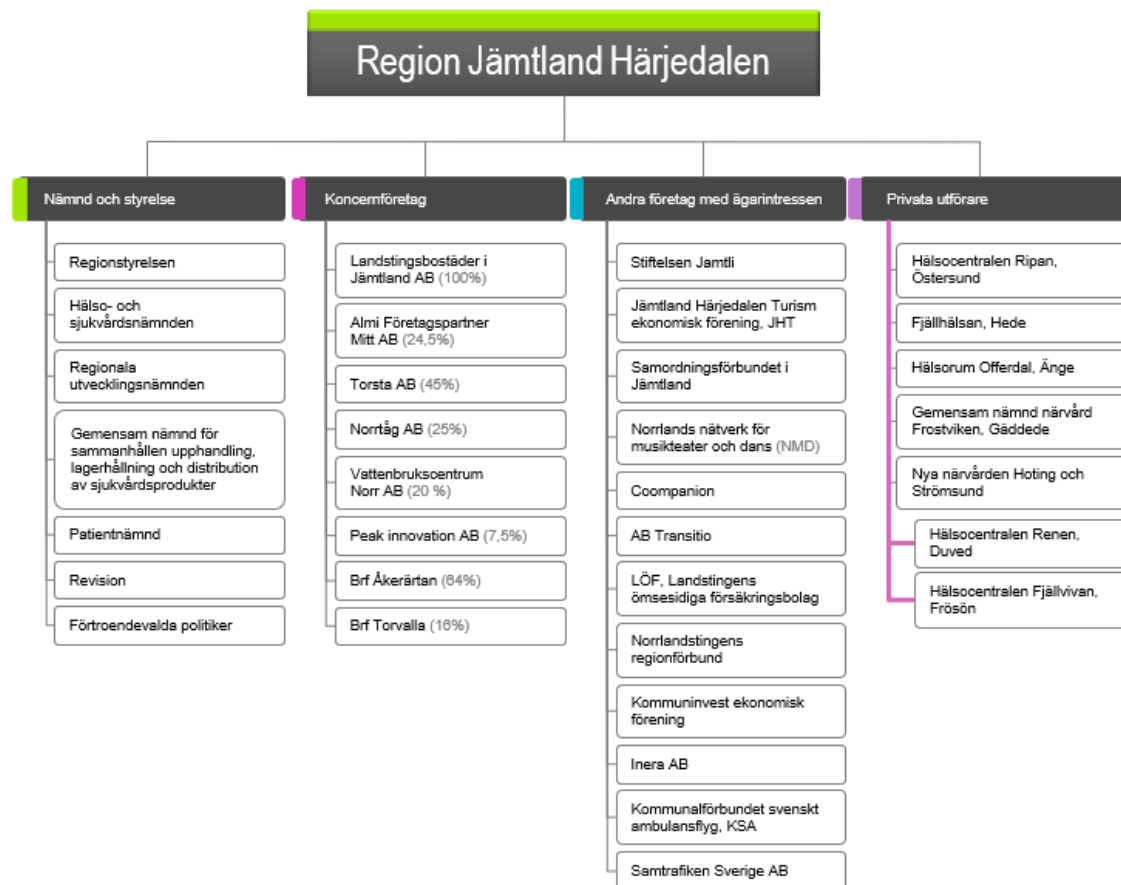 Region Jämtland Härjedalen
Nämnd och styrelse
Regionstyrelsen
Hälso- och
sjukvårdsnämnden
Regionala
utvecklingsnämnden
Gemensam nämnd för
sammanhållen upphandling,
lagerhållning och distribution
av sjukvårdsprodukter
Patientnämnd
Revision
Förtroendevalda politiker
Koncernföretag
Landstingsbostäder i
Jämtland AB (100%)
Almi Företagspartner
Mitt AB (24,5%)
Torsta AB (45%)
Norrtåg AB (25%)
Vattenbrukscentrum
Norr AB (20 %)
Peak innovation AB (7,5%)
Brf Åkerärtan (64%)
Brf Torvalla (16%)
Andra företag med ägarintressen
Stiftelsen Jamtli
Jämtland Härjedalen Turism
ekonomisk förening, JHT
Samordningsförbundet i
Jämtland
Norrlands nätverk för
musikteater och dans (NMD)
Coompanion
AB Transitio
LÖF, Landstingens
ömsesidiga försäkringsbolag
Norrlandstingens
regionförbund
Kommuninvest ekonomisk
förening
Inera AB
Kommunalförbundet svenskt
ambulansflyg, KSA
Samtrafiken Sverige AB
Privata utförare
Hälsocentralen Ripan,
Östersund
Fjällhälsan, Hede
Hälsorum Offerdal, Änge
Gemensam nämnd närvård
Frostviken, Gäddede
Nya närvården Hoting och
Strömsund
Hälsocentralen Renen,
Duved
Hälsocentralen Fjällvivan,
Frösön